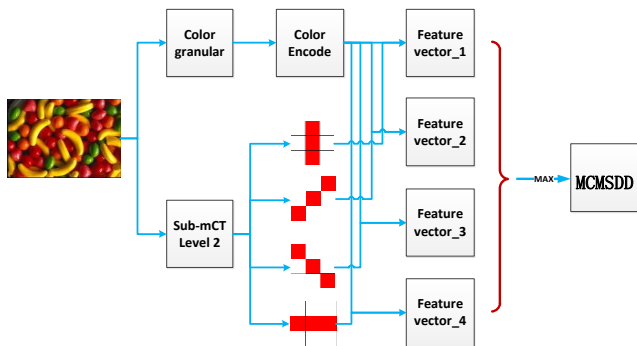 Color
granular
Color
Encode
Feature
vector_1
Feature
vector_2
Sub-mCT
Level 2
Feature
vector_3
Feature
vector_4
MAX
MCMSDD